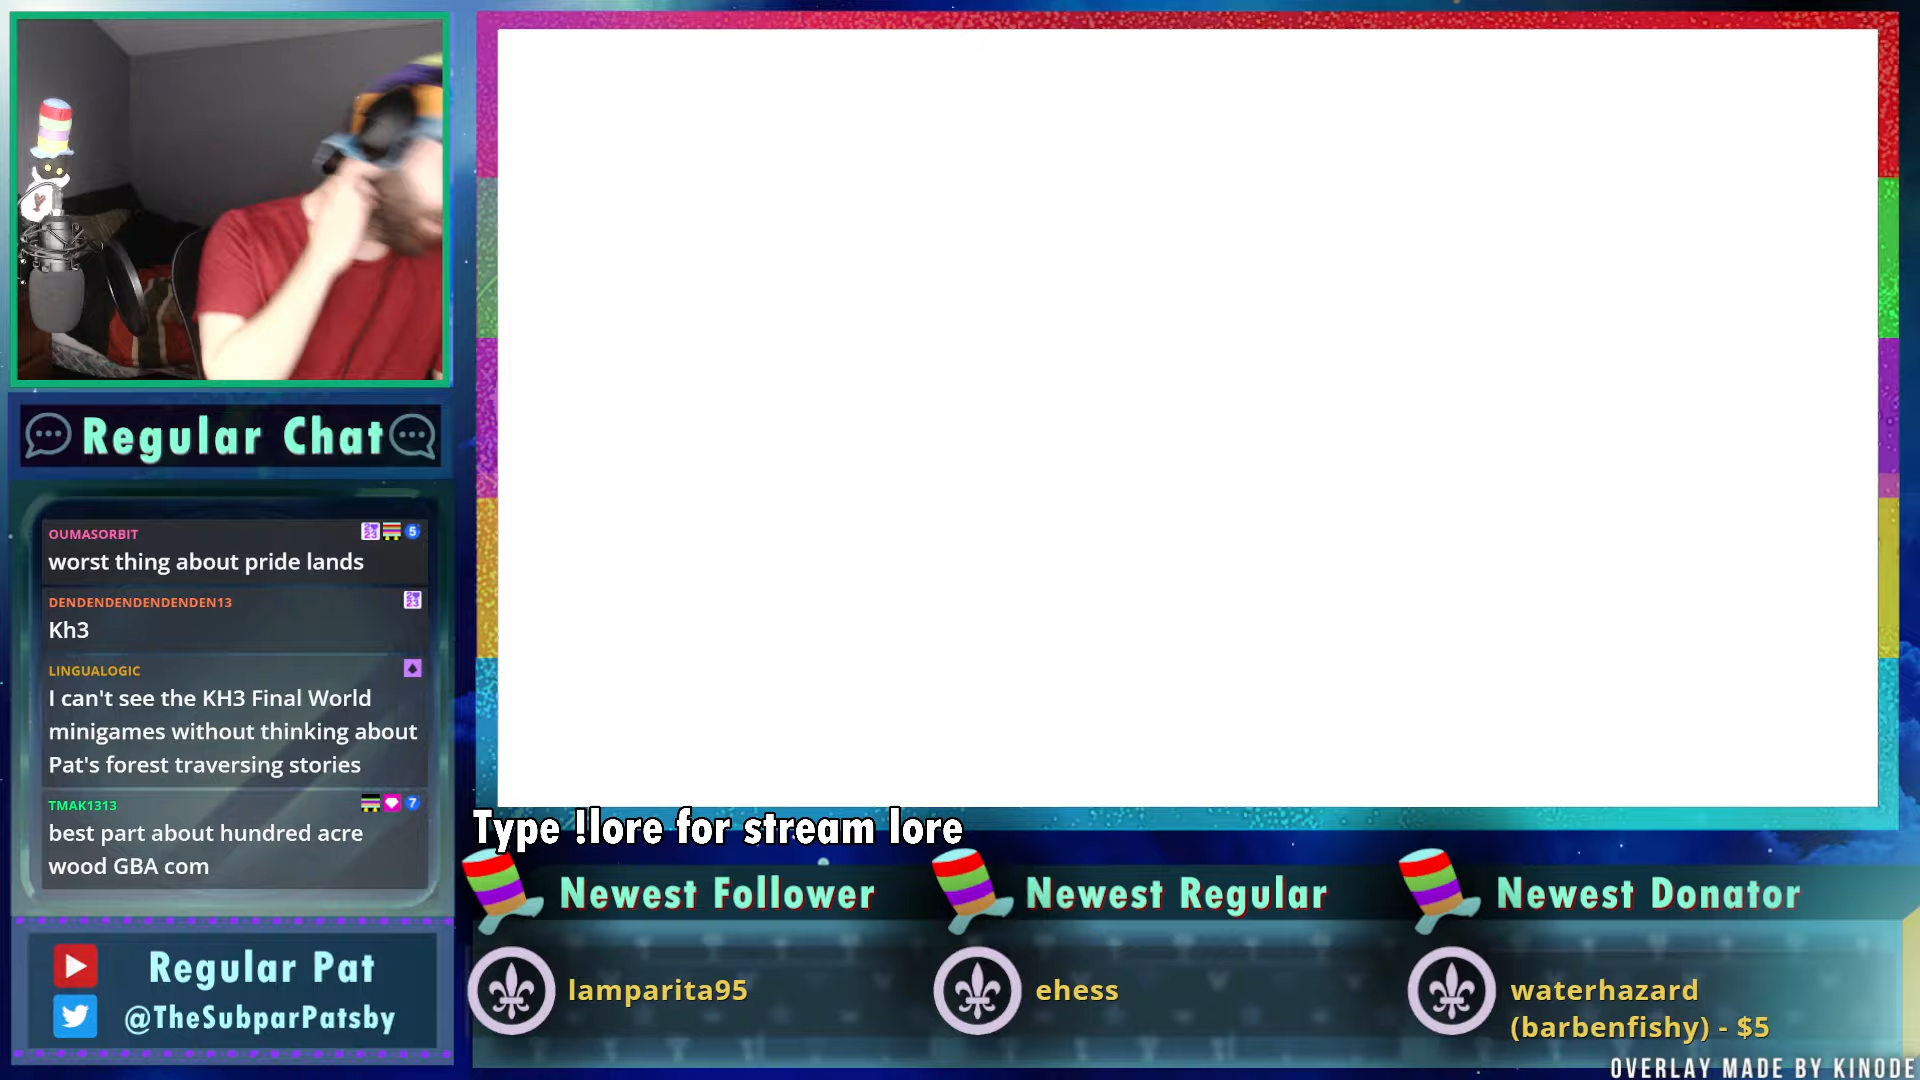 Regular Chat
OUMASORBIT
worst thing about pride lands
DENDENDENDENDENDEN13
Kh3
LINGUALOGIC
I can't see the KH3 Final World
minigames without thinking about
Pat's forest traversing stories
TMAK1313
best part about hundred acre
wood GBA com
Regular Pat
@TheSubparPatsby
Type !lore for stream lore
Newest Follower
lamparita95
Newest Regular
ehess
Newest Donator
waterhazard
(barbenfishy) - $5
OVERLAY MADE BY KINODE